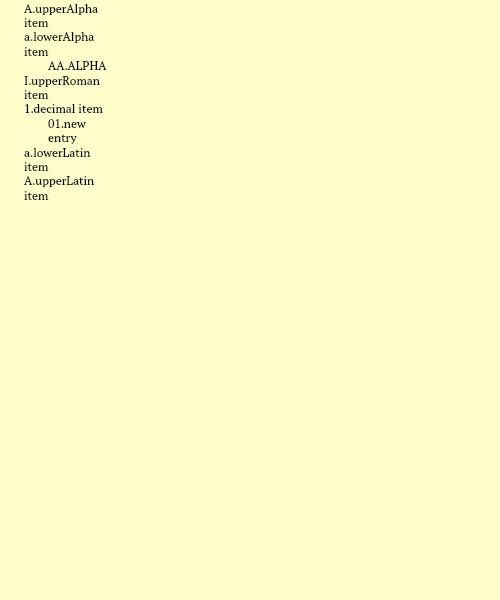 A.upperAlpha
item
a.lowerAlpha
item
AA.ALPHA
I.upperRoman
item
1.decimal item
01.new
entry
a.lowerLatin
item
A.upperLatin
item